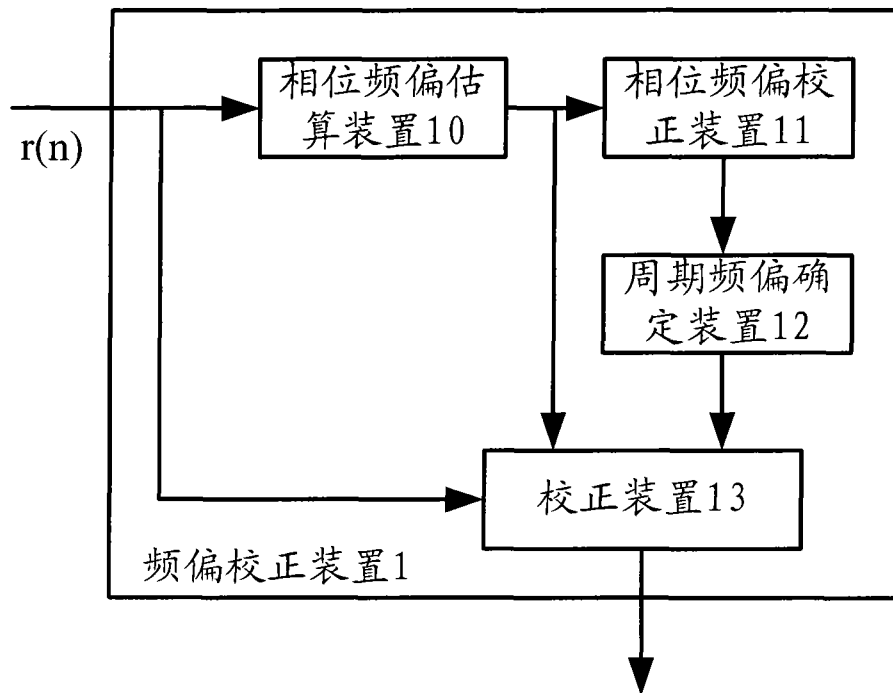 相位频偏估
算装置10
相位频偏校
正装置11
r(n)
周期频偏确
定装置12
校正装置13
频偏校正装置1